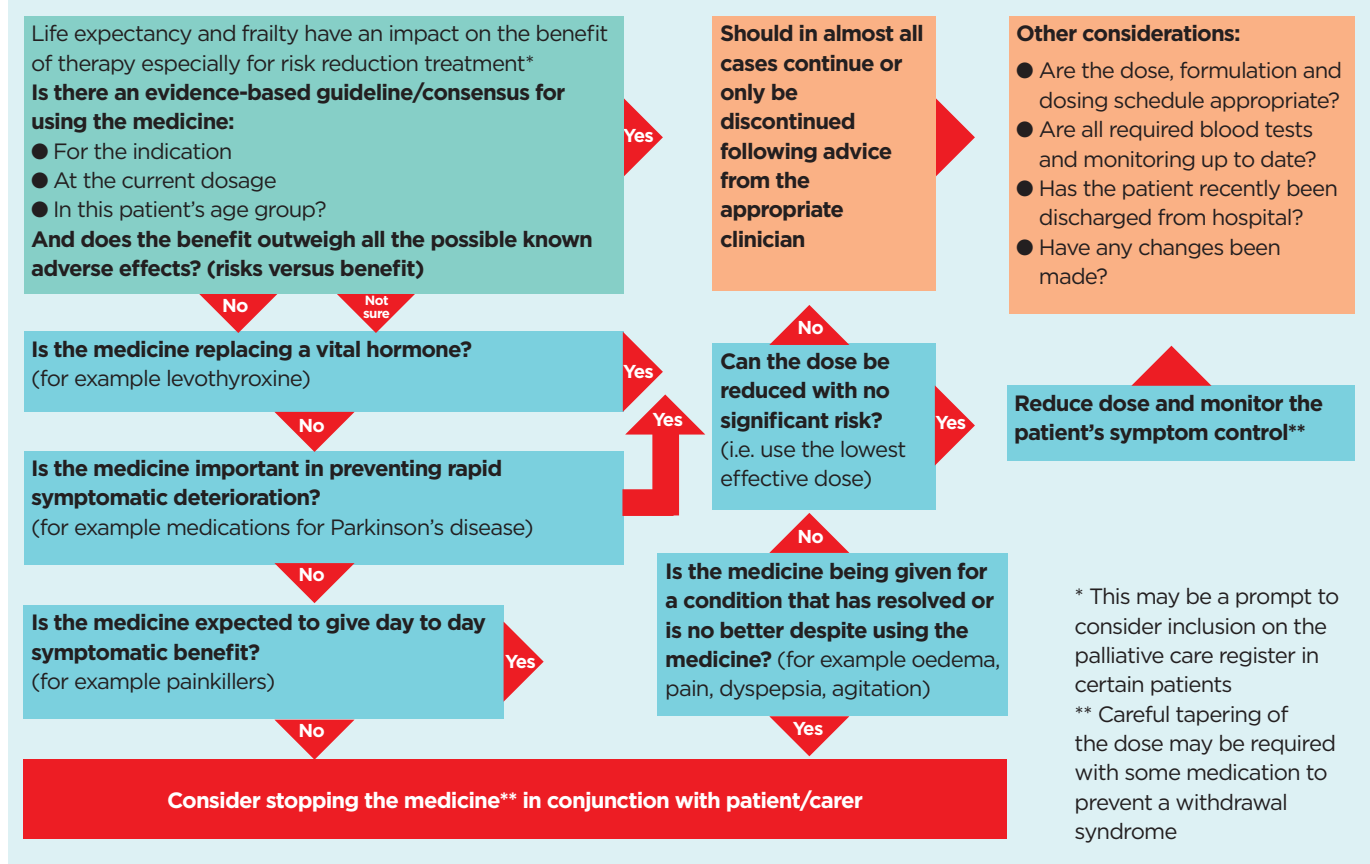 Life expectancy and frailty have an impact on the benefit
of therapy especially for risk reduction treatment*
Is there an evidence-based guideline/consensus for
using the medicine:
● For the indication
● At the current dosage
● In this patient's age group?
And does the benefit outweigh all the possible known
adverse effects? (risks versus benefit)
Yes
Should in almost all
cases continue or
only be
discontinued
following advice
from the
appropriate
clinician
Other considerations:
● Are the dose, formulation and
dosing schedule appropriate?
● Are all required blood tests
and monitoring up to date?
● Has the patient recently been
discharged from hospital?
● Have any changes been
made?
No
Not
sure
Is the medicine replacing a vital hormone?
(for example levothyroxine)
Yes
No
Is the medicine important in preventing rapid
symptomatic deterioration?
(for example medications for Parkinson's disease)
Yes
No
Is the medicine expected to give day to day
symptomatic benefit?
(for example painkillers)
Yes
No
No
Can the dose be
reduced with no
significant risk?
(i.e. use the lowest
effective dose)
Yes
Reduce dose and monitor the
patient's symptom control**
No
Is the medicine being given for
a condition that has resolved or
is no better despite using the
medicine? (for example oedema,
pain, dyspepsia, agitation)
Yes
Consider stopping the medicine** in conjunction with patient/carer
* This may be a prompt to
consider inclusion on the
palliative care register in
certain patients
** Careful tapering of
the dose may be required
with some medication to
prevent a withdrawal
syndrome